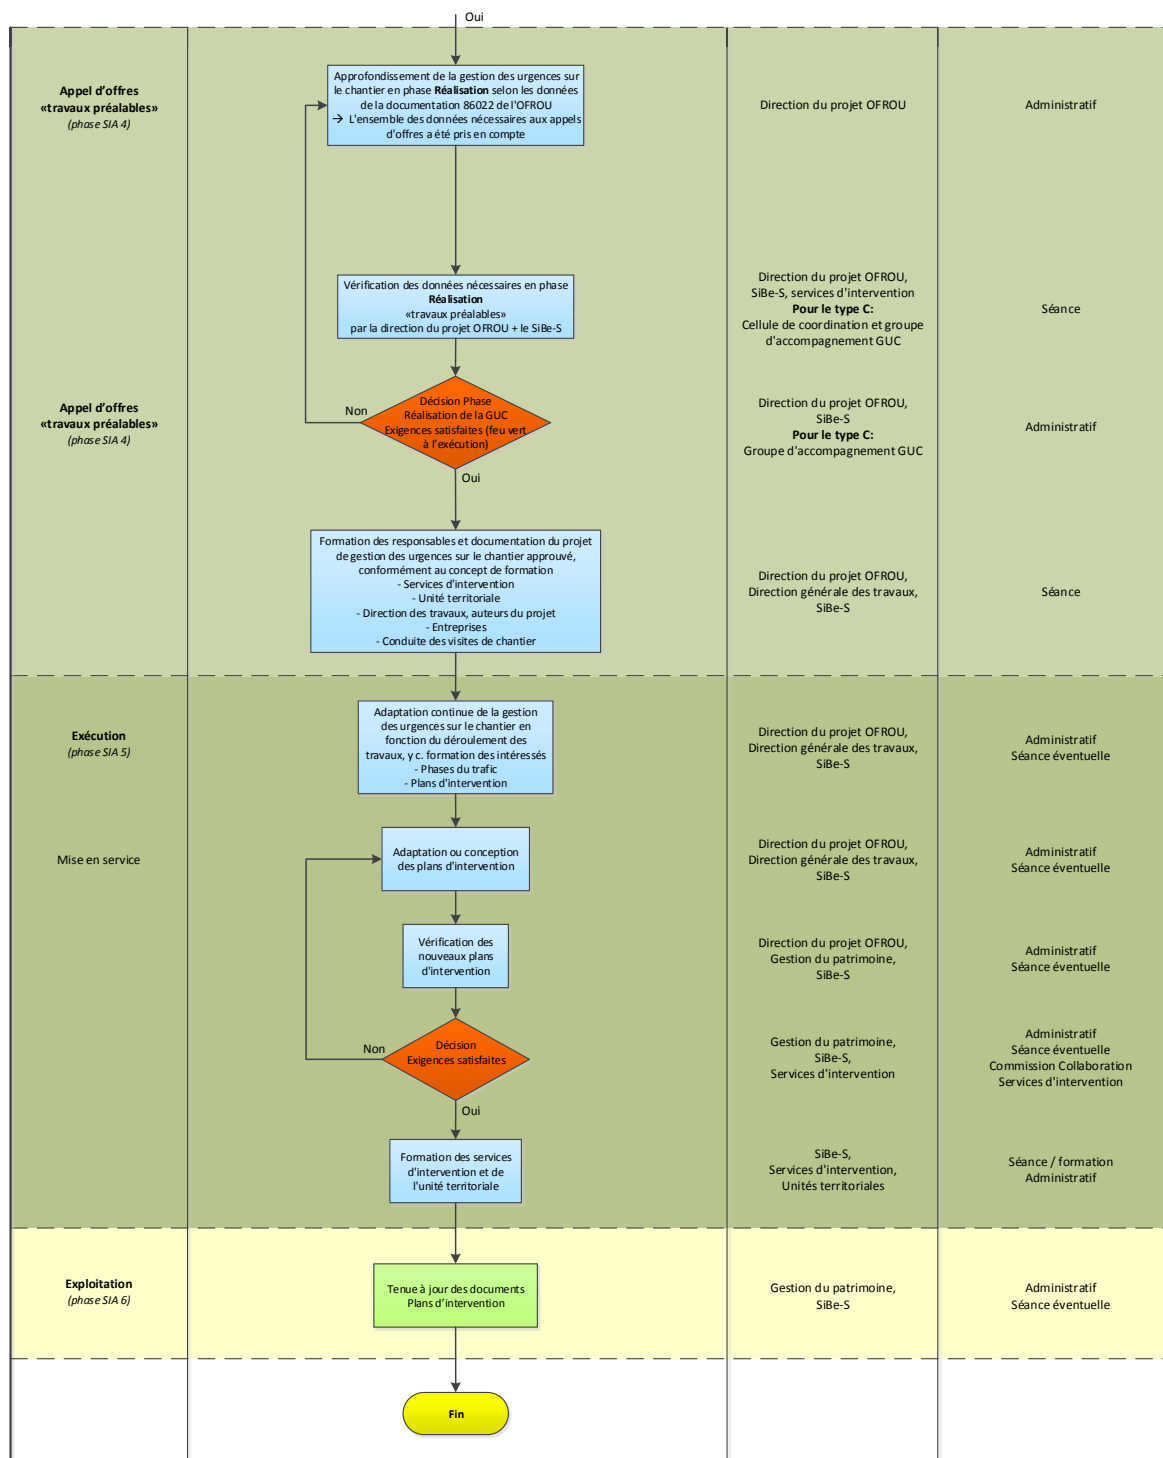 Oui
Appel d'offres
«travaux préalables»
(phase SIA 4)
Approfondissement de la gestion des urgences sur
le chantier en phase Réalisation selon les données
de la documentation 86022 de l'OFROU
→ L'ensemble des données nécessaires aux appels
d'offres a été pris en compte
Direction du projet OFROU
Administratif
Vérification des données nécessaires en phase
Réalisation
«travaux préalables»
par la direction du projet OFROU + le SiBe-S
Direction du projet OFROU,
SiBe-S, services d'intervention
Pour le type C:
Cellule de coordination et groupe
d'accompagnement GUC
Séance
Appel d'offres
«travaux préalables»
(phase SIA 4)
Non
Décision Phase
Réalisation de la GUC
Exigences satisfaites (feu vert
à l'exécution)
Oui
Direction du projet OFROU,
SiBe-S
Pour le type C:
Groupe d'accompagnement GUC
Administratif
Formation des responsables et documentation du projet
de gestion des urgences sur le chantier approuvé,
conformément au concept de formation
- Services d'intervention
- Unité territoriale
- Direction des travaux, auteurs du projet
- Entreprises
- Conduite des visites de chantier
Direction du projet OFROU,
Direction générale des travaux,
SiBe-S
Séance
Exécution
(phase SIA 5)
Adaptation continue de la gestion
des urgences sur le chantier en
fonction du déroulement des
travaux, y c. formation des intéressés
- Phases du trafic
- Plans d'intervention
Direction du projet OFROU,
Direction générale des travaux,
SiBe-S
Administratif
Séance éventuelle
Mise en service
Adaptation ou conception
des plans d'intervention
Direction du projet OFROU,
Direction générale des travaux,
SiBe-S
Administratif
Séance éventuelle
Vérification des
nouveaux plans
d'intervention
Direction du projet OFROU,
Gestion du patrimoine,
SiBe-S
Administratif
Séance éventuelle
Non
Décision
Exigences satisfaites
Oui
Gestion du patrimoine,
SiBe-S,
Services d'intervention
Administratif
Séance éventuelle
Commission Collaboration
Services d'intervention
Formation des services
d'intervention et de
l'unité territoriale
SiBe-S,
Services d'intervention,
Unités territoriales
Séance / formation
Administratif
Exploitation
(phase SIA 6)
Tenue à jour des documents
Plans d'intervention
Gestion du patrimoine,
SiBe-S
Administratif
Séance éventuelle
Fin